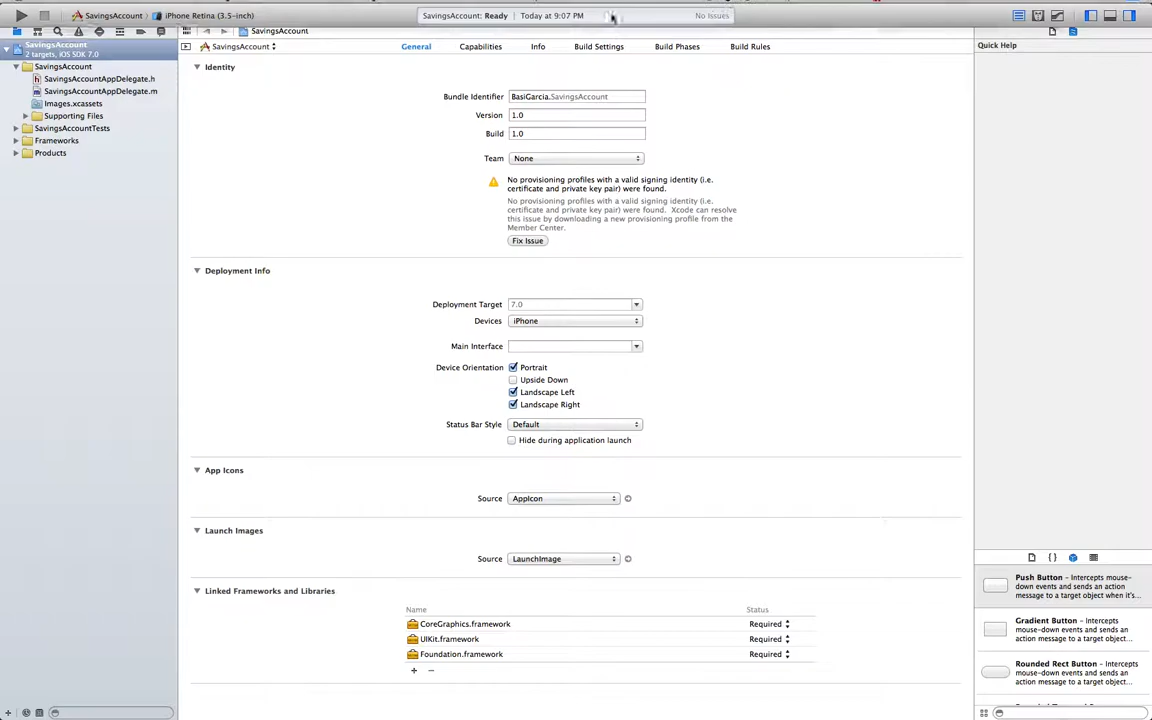 SavingsAccount
iPhone Retina (3.5-inch)
SavingsAccount: Ready
Today at 9:07 PM
No Issues
SavingsAccount
2 targets, iOS SDK 7.0
SavingsAccount
SavingsAccountAppDelegate.h
SavingsAccountAppDelegate.m
Images.xcassets
Supporting Files
SavingsAccountTests
Frameworks
Products
SavingsAccount
SavingsAccount
General
Capabilities
Info
Build Settings
Build Phases
Build Rules
Identity
Bundle Identifier
BasiGarcia.SavingsAccount
Version
1.0
Build
1.0
Team
None
No provisioning profiles with a valid signing identity (i.e.
certificate and private key pair) were found.
No provisioning profiles with a valid signing identity (i.e.
certificate and private key pair) were found.  Xcode can resolve
this issue by downloading a new provisioning profile from the
Member Center.
Fix Issue
Deployment Info
Deployment Target
7.0
Devices
iPhone
Main Interface
Device Orientation
Portrait
Upside Down
Landscape Left
Landscape Right
Status Bar Style
Default
Hide during application launch
App Icons
Source
AppIcon
Launch Images
Source
LaunchImage
Linked Frameworks and Libraries
Name
Status
CoreGraphics.framework
Required
UIKit.framework
Required
Foundation.framework
Required
Quick Help
Push Button - Intercepts mouse-
down events and sends an action
message to a target object when it's...
Gradient Button - Intercepts
mouse-down events and sends an
action message to a target object...
Rounded Rect Button - Intercepts
mouse-down events and sends an
action message to a target object...